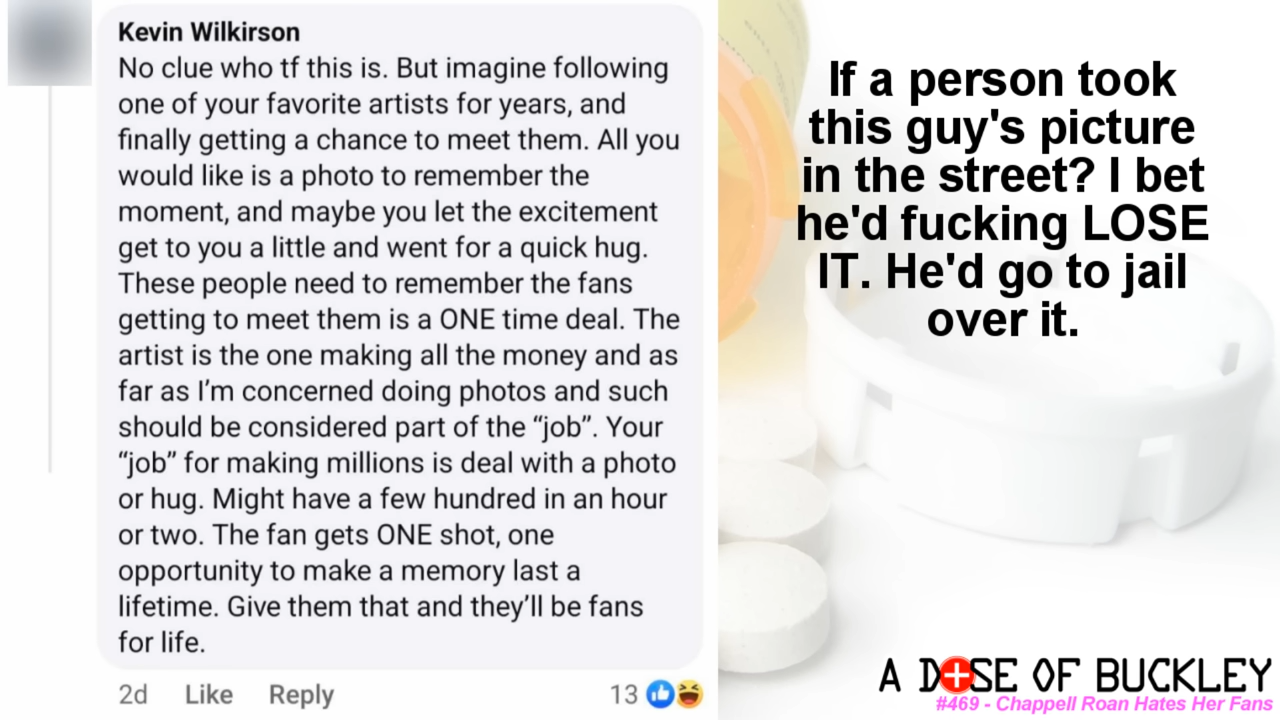 Kevin Wilkirson
No clue who tf this is. But imagine following
one of your favorite artists for years, and
finally getting a chance to meet them. All you
would like is a photo to remember the
moment, and maybe you let the excitement
get to you a little and went for a quick hug.
These people need to remember the fans
getting to meet them is a ONE time deal. The
artist is the one making all the money and as
far as I’m concerned doing photos and such
should be considered part of the “job”. Your
“job” for making millions is deal with a photo
or hug. Might have a few hundred in an hour
or two. The fan gets ONE shot, one
opportunity to make a memory last a
lifetime. Give them that and they’ll be fans
for life.
2d Like Reply 13
If a person took
this guy's picture
in the street? I bet
he'd fucking LOSE
IT. He'd go to jail
over it.
A DOSE OF BUCKLEY
#469 - Chappell Roan Hates Her Fans